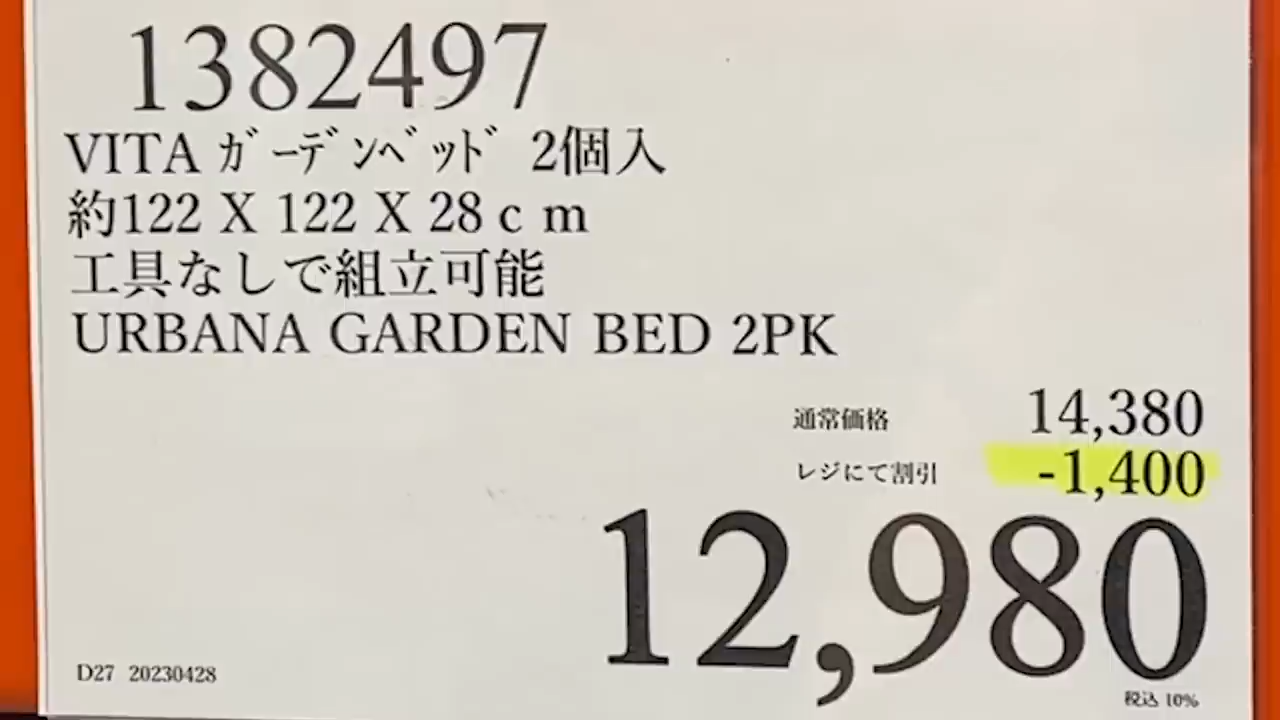 1382497
VITA ｶﾞｰﾃﾞﾝﾍﾞｯﾄﾞ 2個入
約122 X 122 X 28ｃｍ
工具なしで組立可能
URBANA GARDEN BED 2PK
通常価格 14,380
レジにて割引 -1,400
12,980
D27 20230428
税込 10%